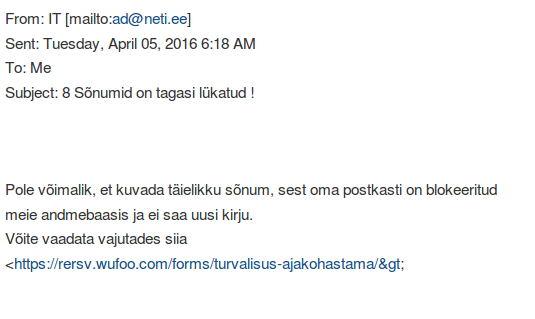 From: IT [mailto:ad@neti.ee]
Sent: Tuesday, April 05, 2016 6:18 AM
To: Me
Subject: 8 Sõnumid on tagasi lükatud !
Pole võimalik, et kuvada täielikku sõnum, sest oma postkasti on blokeeritud
meie andmebaasis ja ei saa uusi kirju.
Võite vaadata vajutades siia
<https://rersv.wufoo.com/forms/turvalisus-ajakohastama/&gt;